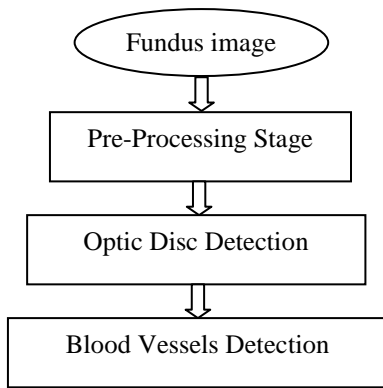 Fundus image
Pre-Processing Stage
Optic Disc Detection
Blood Vessels Detection